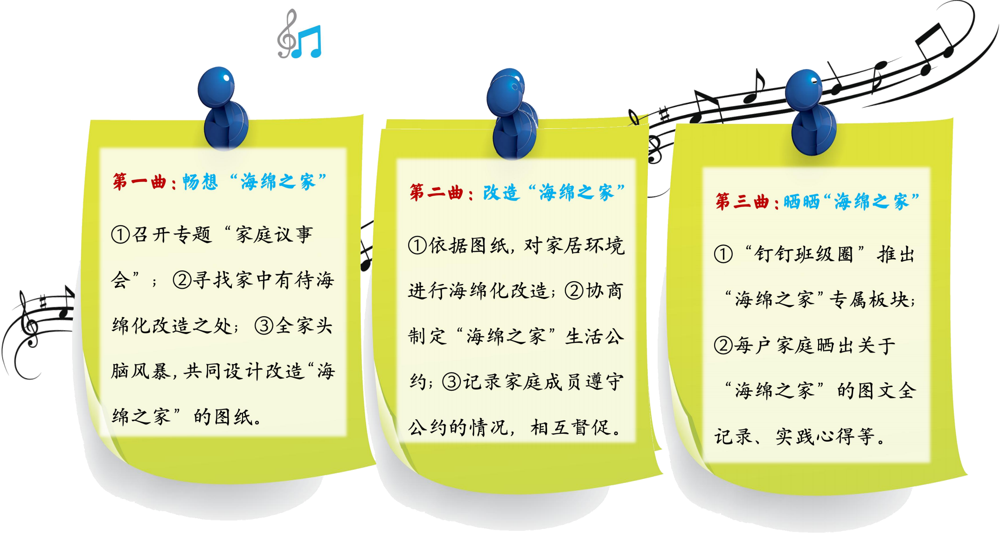 第一曲：畅想“海绵之家”
①召开专题“家庭议事
会”；②寻找家中有待海
绵化改造之处；③全家头
脑风暴，共同设计改造“海
绵之家”的图纸。
第二曲：改造“海绵之家”
①依据图纸，对家居环境
进行海绵化改造；②协商
制定“海绵之家”生活公
约；③记录家庭成员遵守
公约的情况，相互督促。
第三曲：晒晒“海绵之家”
①“钉钉班级圈”推出
“海绵之家”专属板块；
②每户家庭晒出关于
“海绵之家”的图文全
记录、实践心得等。